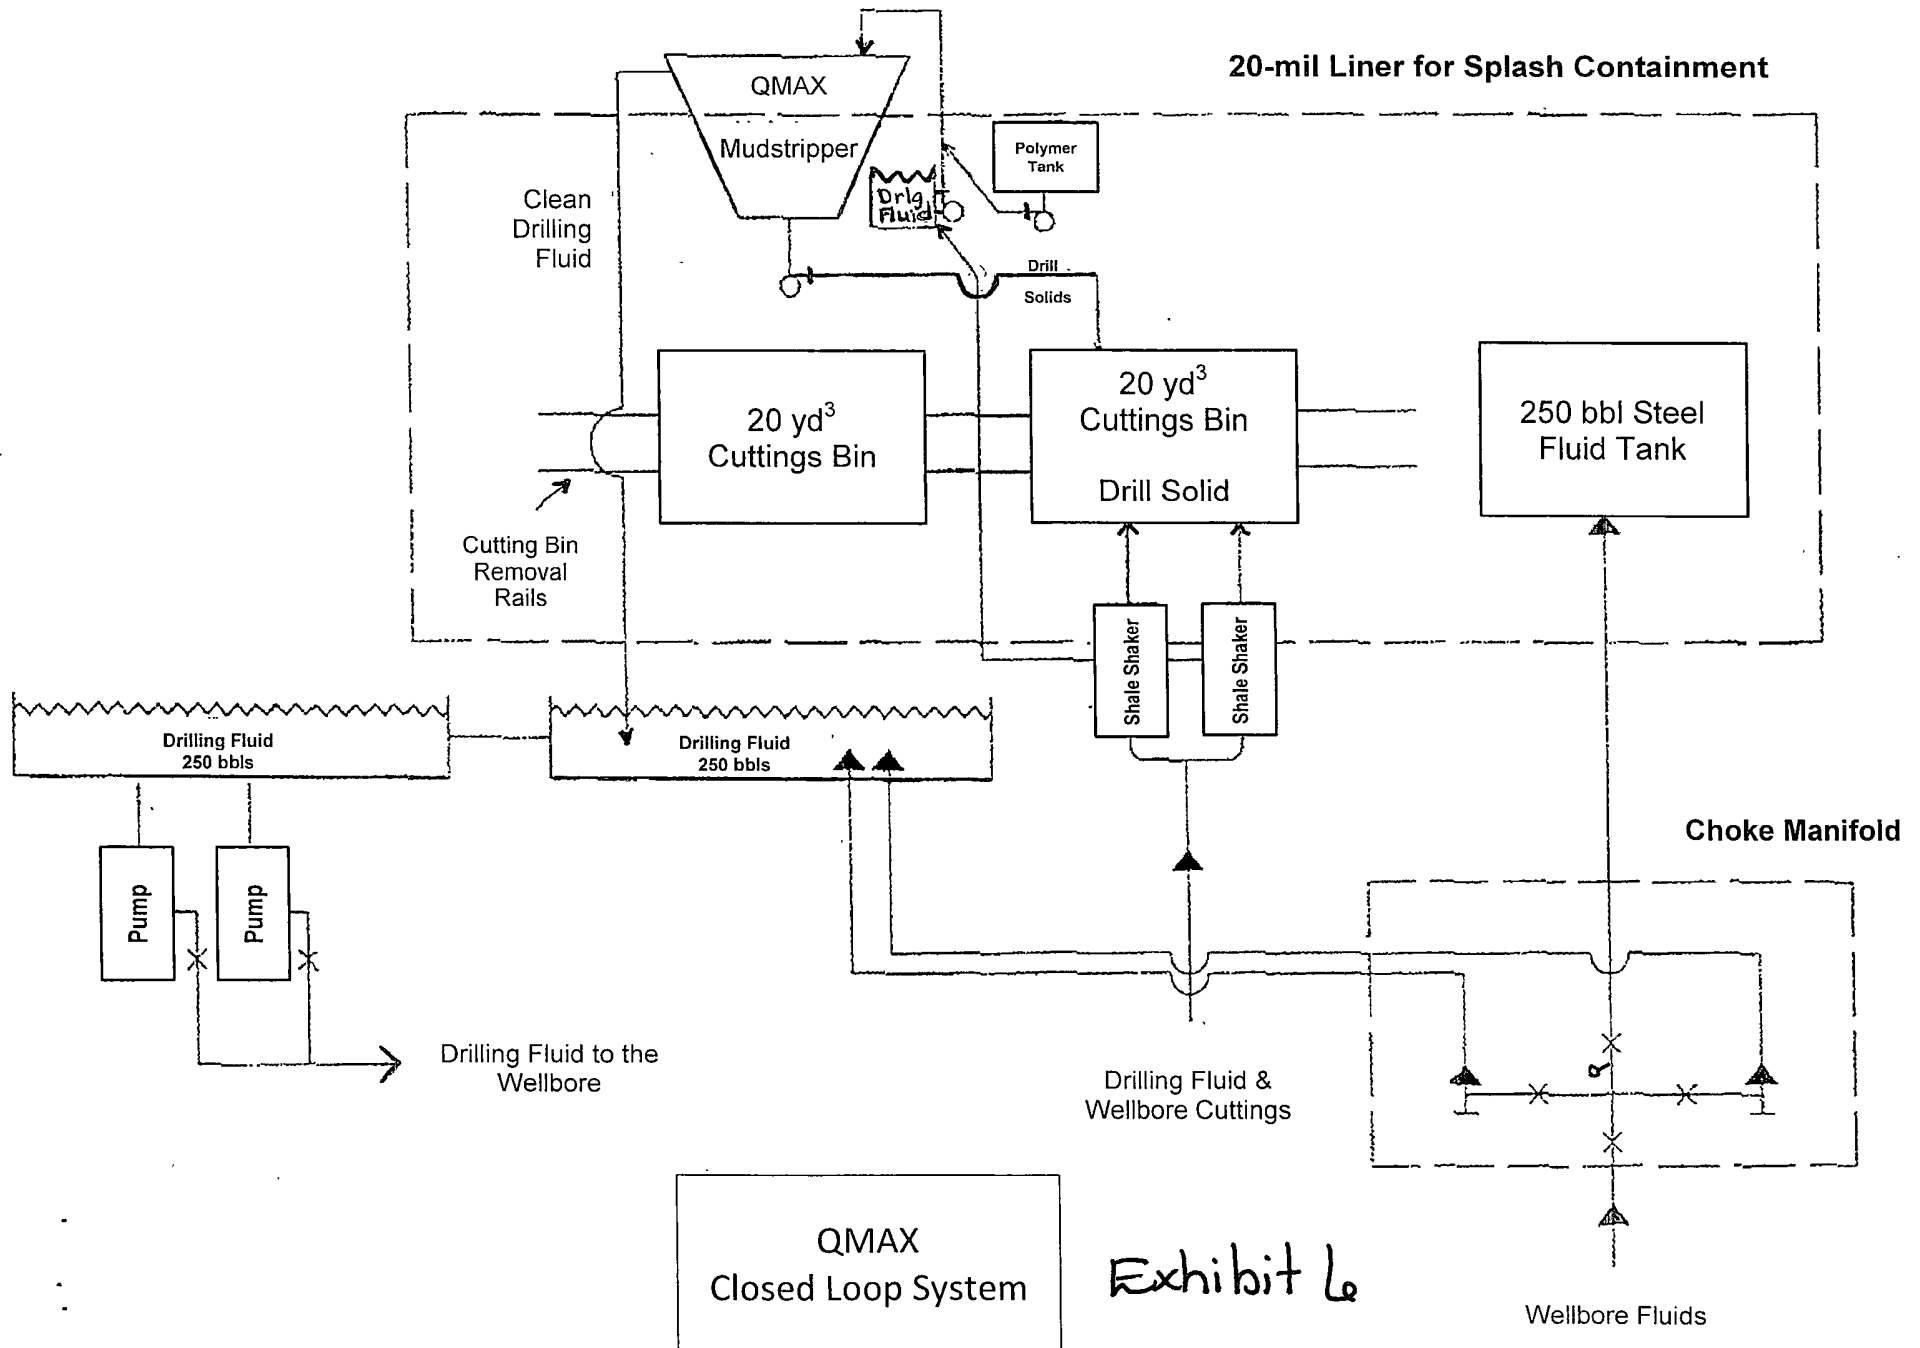 20-mil Liner for Splash Containment
QMAX
Mudstripper
Polymer
Tank
Drlg
Fluid
Clean
Drilling
Fluid
Drill
Solids
20 yd³
Cuttings Bin
20 yd³
Cuttings Bin
Drill Solid
250 bbl Steel
Fluid Tank
Cutting Bin
Removal
Rails
Shale Shaker
Shale Shaker
Drilling Fluid
250 bbls
Drilling Fluid
250 bbls
Choke Manifold
Pump
Pump
Drilling Fluid to the
Wellbore
Drilling Fluid &
Wellbore Cuttings
QMAX
Closed Loop System
Exhibit 6
Wellbore Fluids